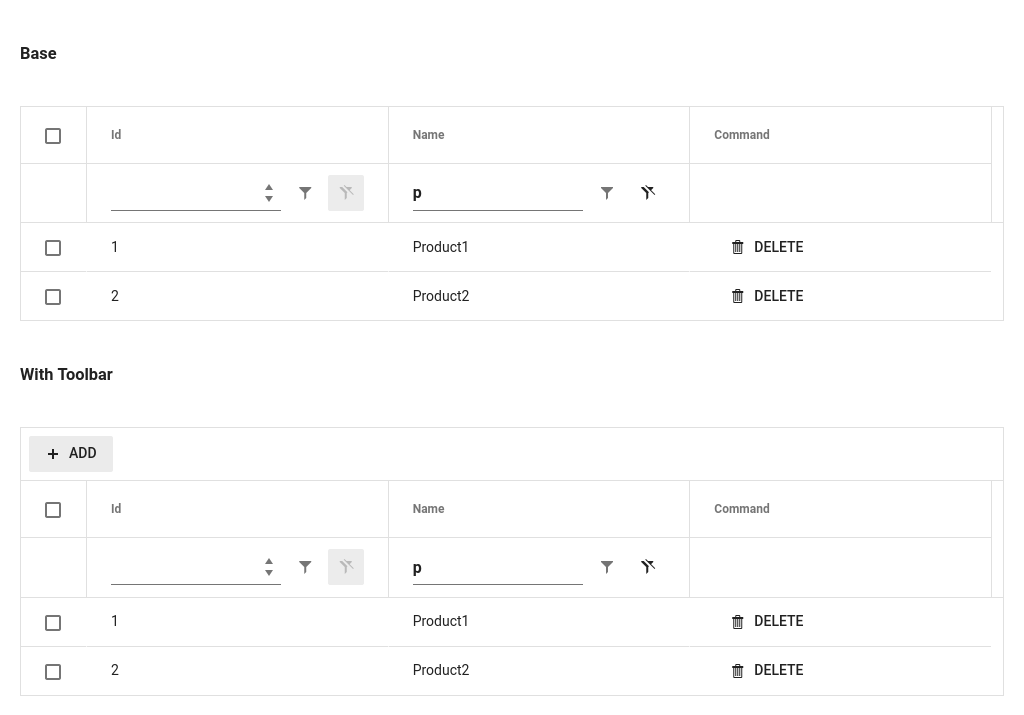 Base
Id Name Command
p
1 Product1 DELETE
2 Product2 DELETE
With Toolbar
ADD
Id Name Command
p
1 Product1 DELETE
2 Product2 DELETE